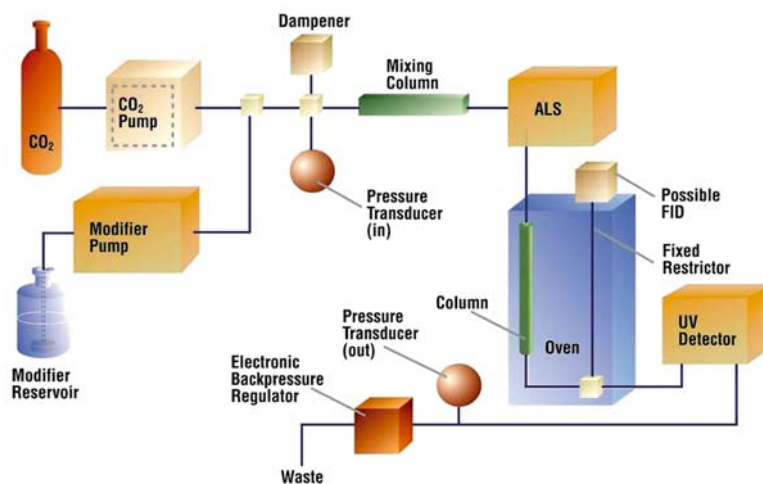 Dampener
Mixing
Column
CO₂
Pump
CO₂
ALS
Pressure
Transducer
(in)
Possible
FID
Modifier
Pump
Fixed
Restrictor
Column
Pressure
Transducer
(out)
UV
Detector
Oven
Electronic
Backpressure
Regulator
Modifier
Reservoir
Waste